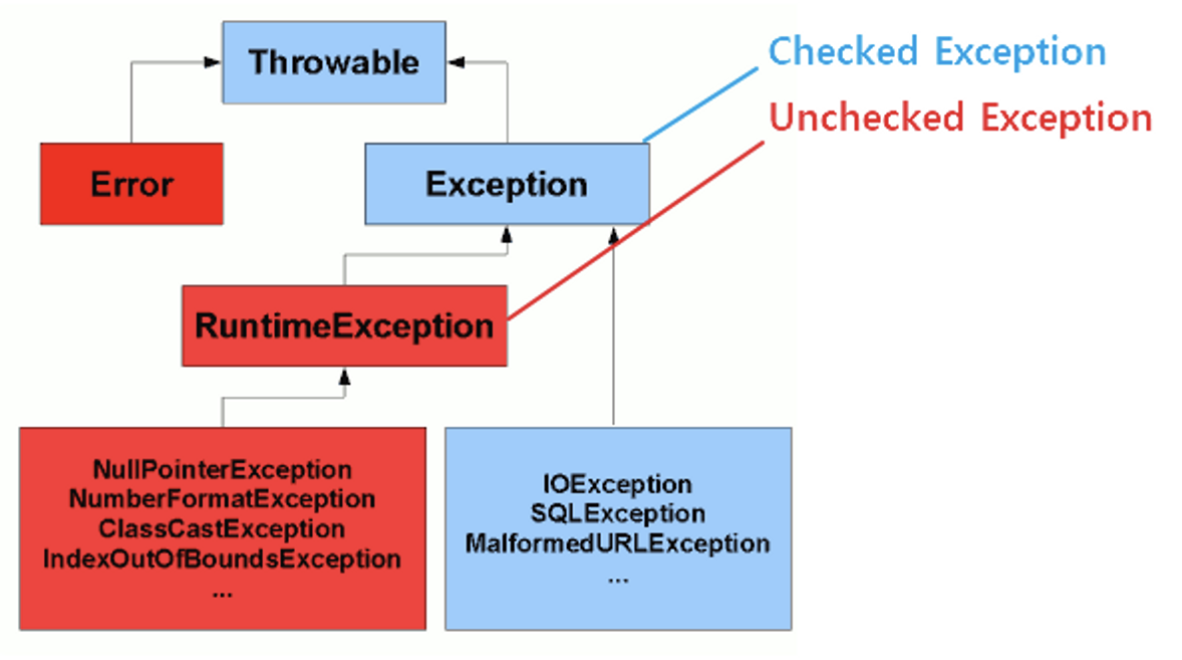 Throwable
Checked Exception
Unchecked Exception
Error
Exception
RuntimeException
NullPointerException
NumberFormatException
ClassCastException
IndexOutOfBoundsException
...
IOException
SQLException
MalformedURLException
...